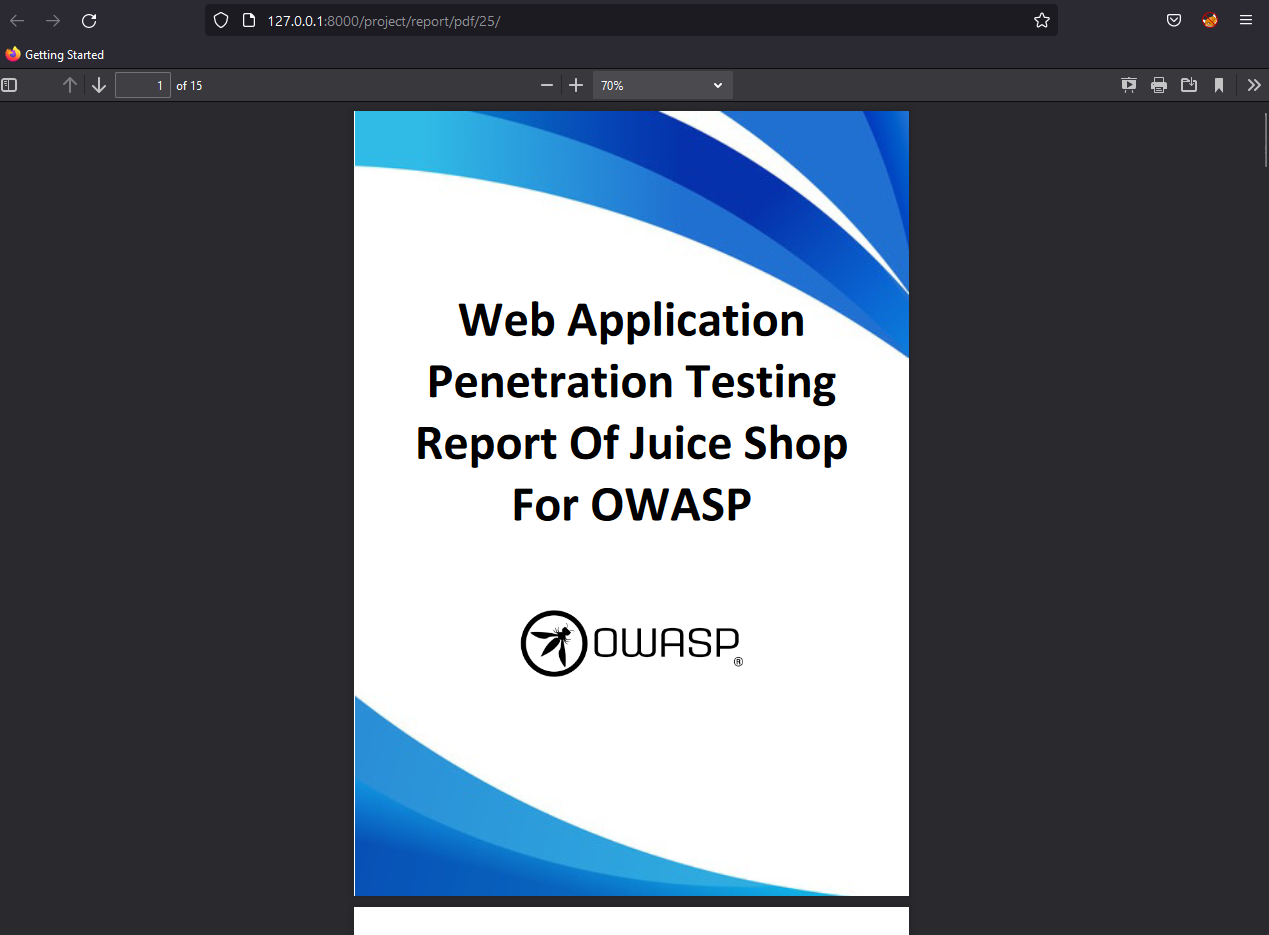 127.0.0.1:8000/project/report/pdf/25/
Getting Started
1 of 15
70%
Web Application
Penetration Testing
Report Of Juice Shop
For OWASP
OWASP®